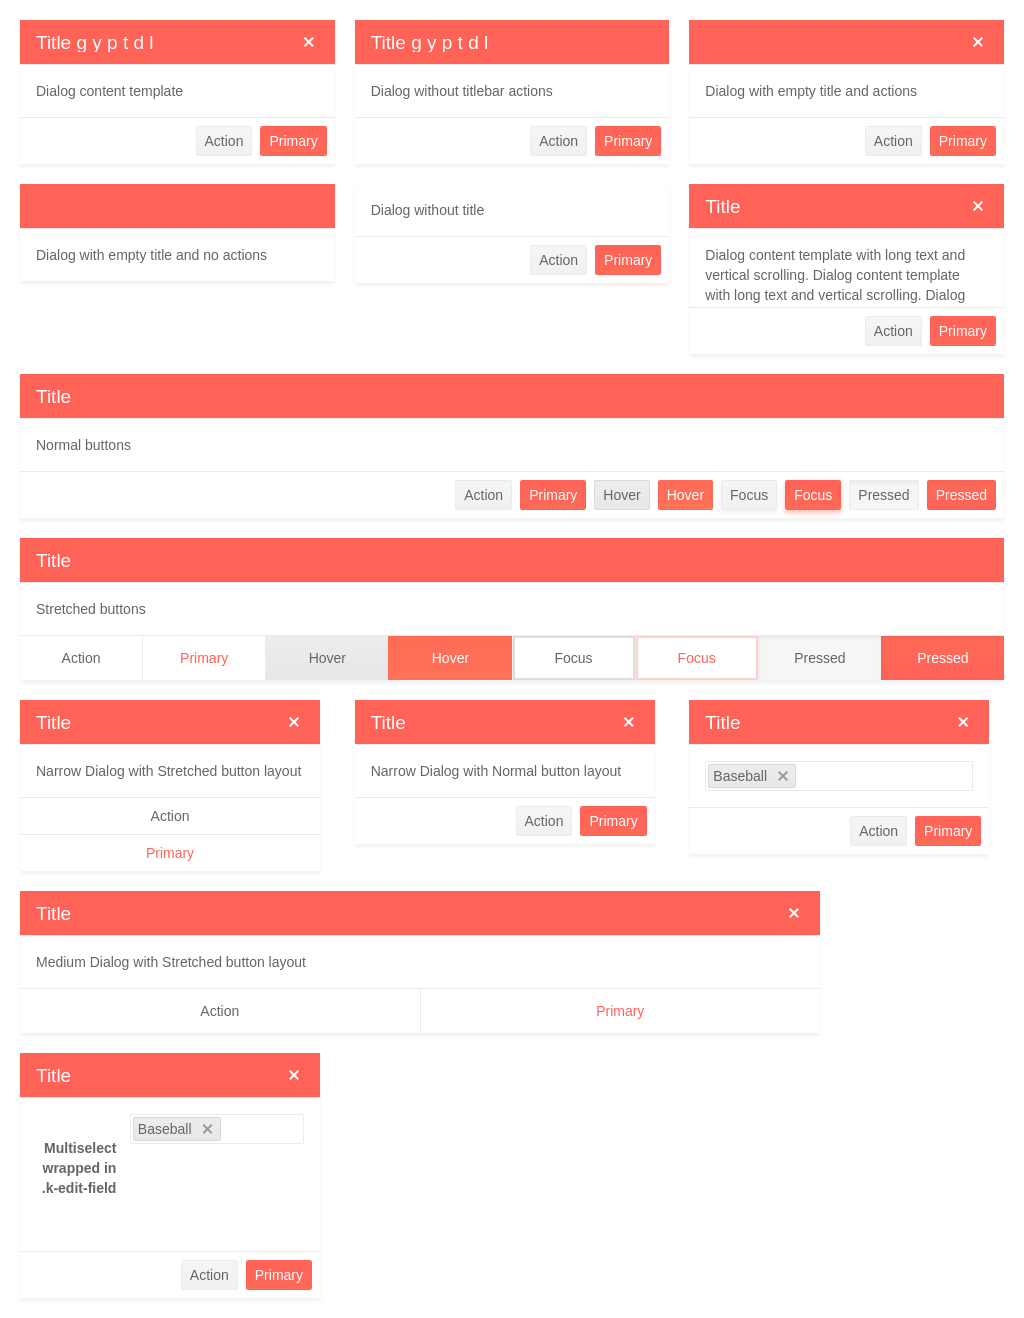 Title g y p t d l
Dialog content template
Action Primary
Title g y p t d l
Dialog without titlebar actions
Action Primary
Dialog with empty title and actions
Action Primary
Dialog with empty title and no actions
Dialog without title
Action Primary
Title
Dialog content template with long text and
vertical scrolling. Dialog content template
with long text and vertical scrolling. Dialog
Action Primary
Title
Normal buttons
Action Primary Hover Hover Focus Focus Pressed Pressed
Title
Stretched buttons
Action Primary Hover Hover Focus Focus Pressed Pressed
Title
Narrow Dialog with Stretched button layout
Action
Primary
Title
Narrow Dialog with Normal button layout
Action Primary
Title
Baseball
Action Primary
Title
Medium Dialog with Stretched button layout
Action Primary
Title
Baseball
Multiselect
wrapped in
.k-edit-field
Action Primary